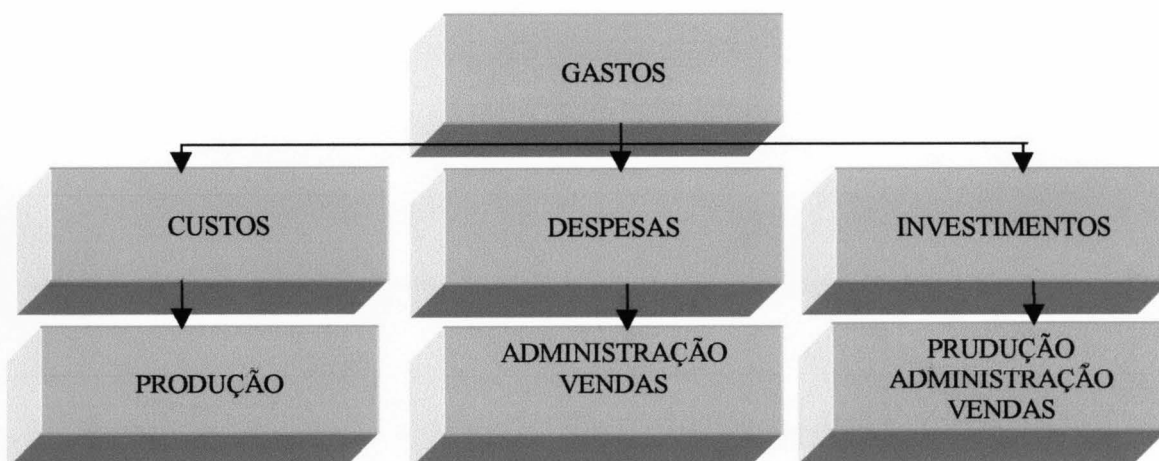 GASTOS
CUSTOS
DESPESAS
INVESTIMENTOS
PRODUÇÃO
ADMINISTRAÇÃO
VENDAS
PRUDUÇÃO
ADMINISTRAÇÃO
VENDAS